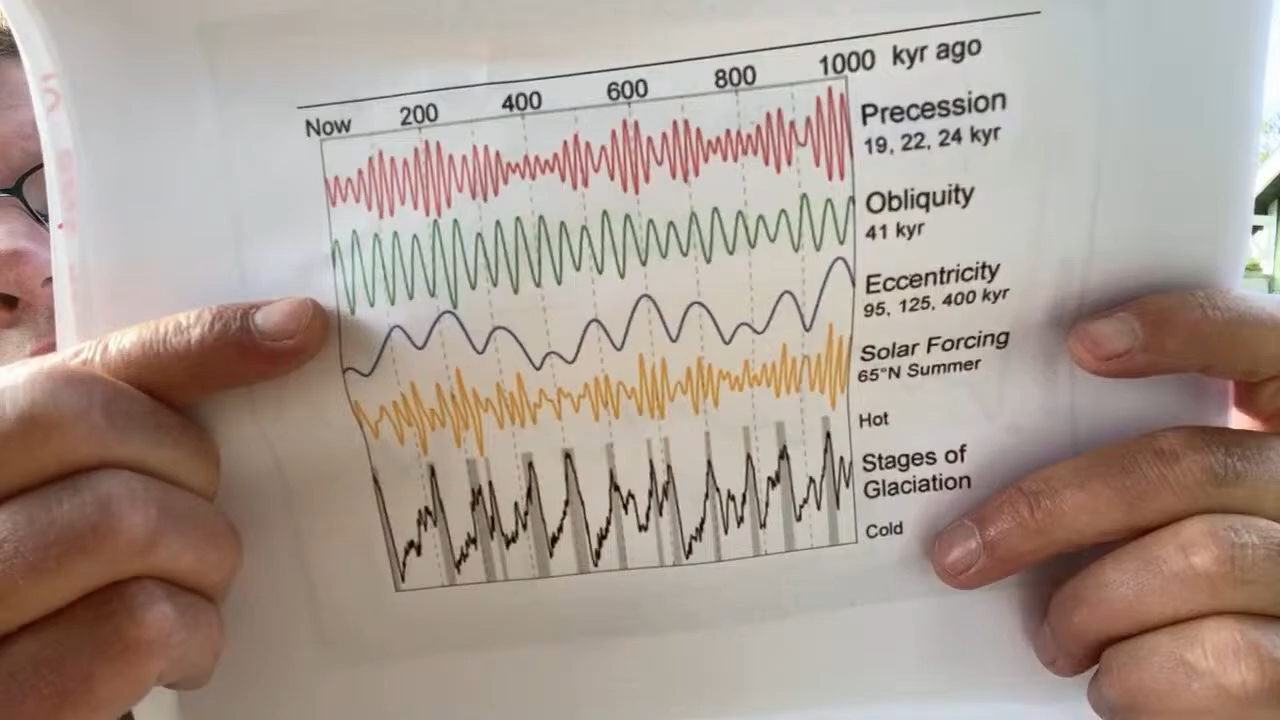 Now 200 400 600 800 1000 kyr ago
Precession
19, 22, 24 kyr
Obliquity
41 kyr
Eccentricity
95, 125, 400 kyr
Solar Forcing
65°N Summer
Hot
Stages of
Glaciation
Cold